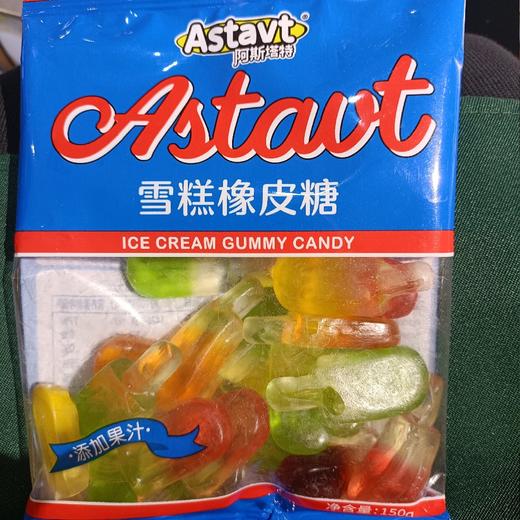 Astavt®
阿斯塔特
Astavt
雪糕橡皮糖
ICE CREAM GUMMY CANDY
添加果汁
净含量:150g